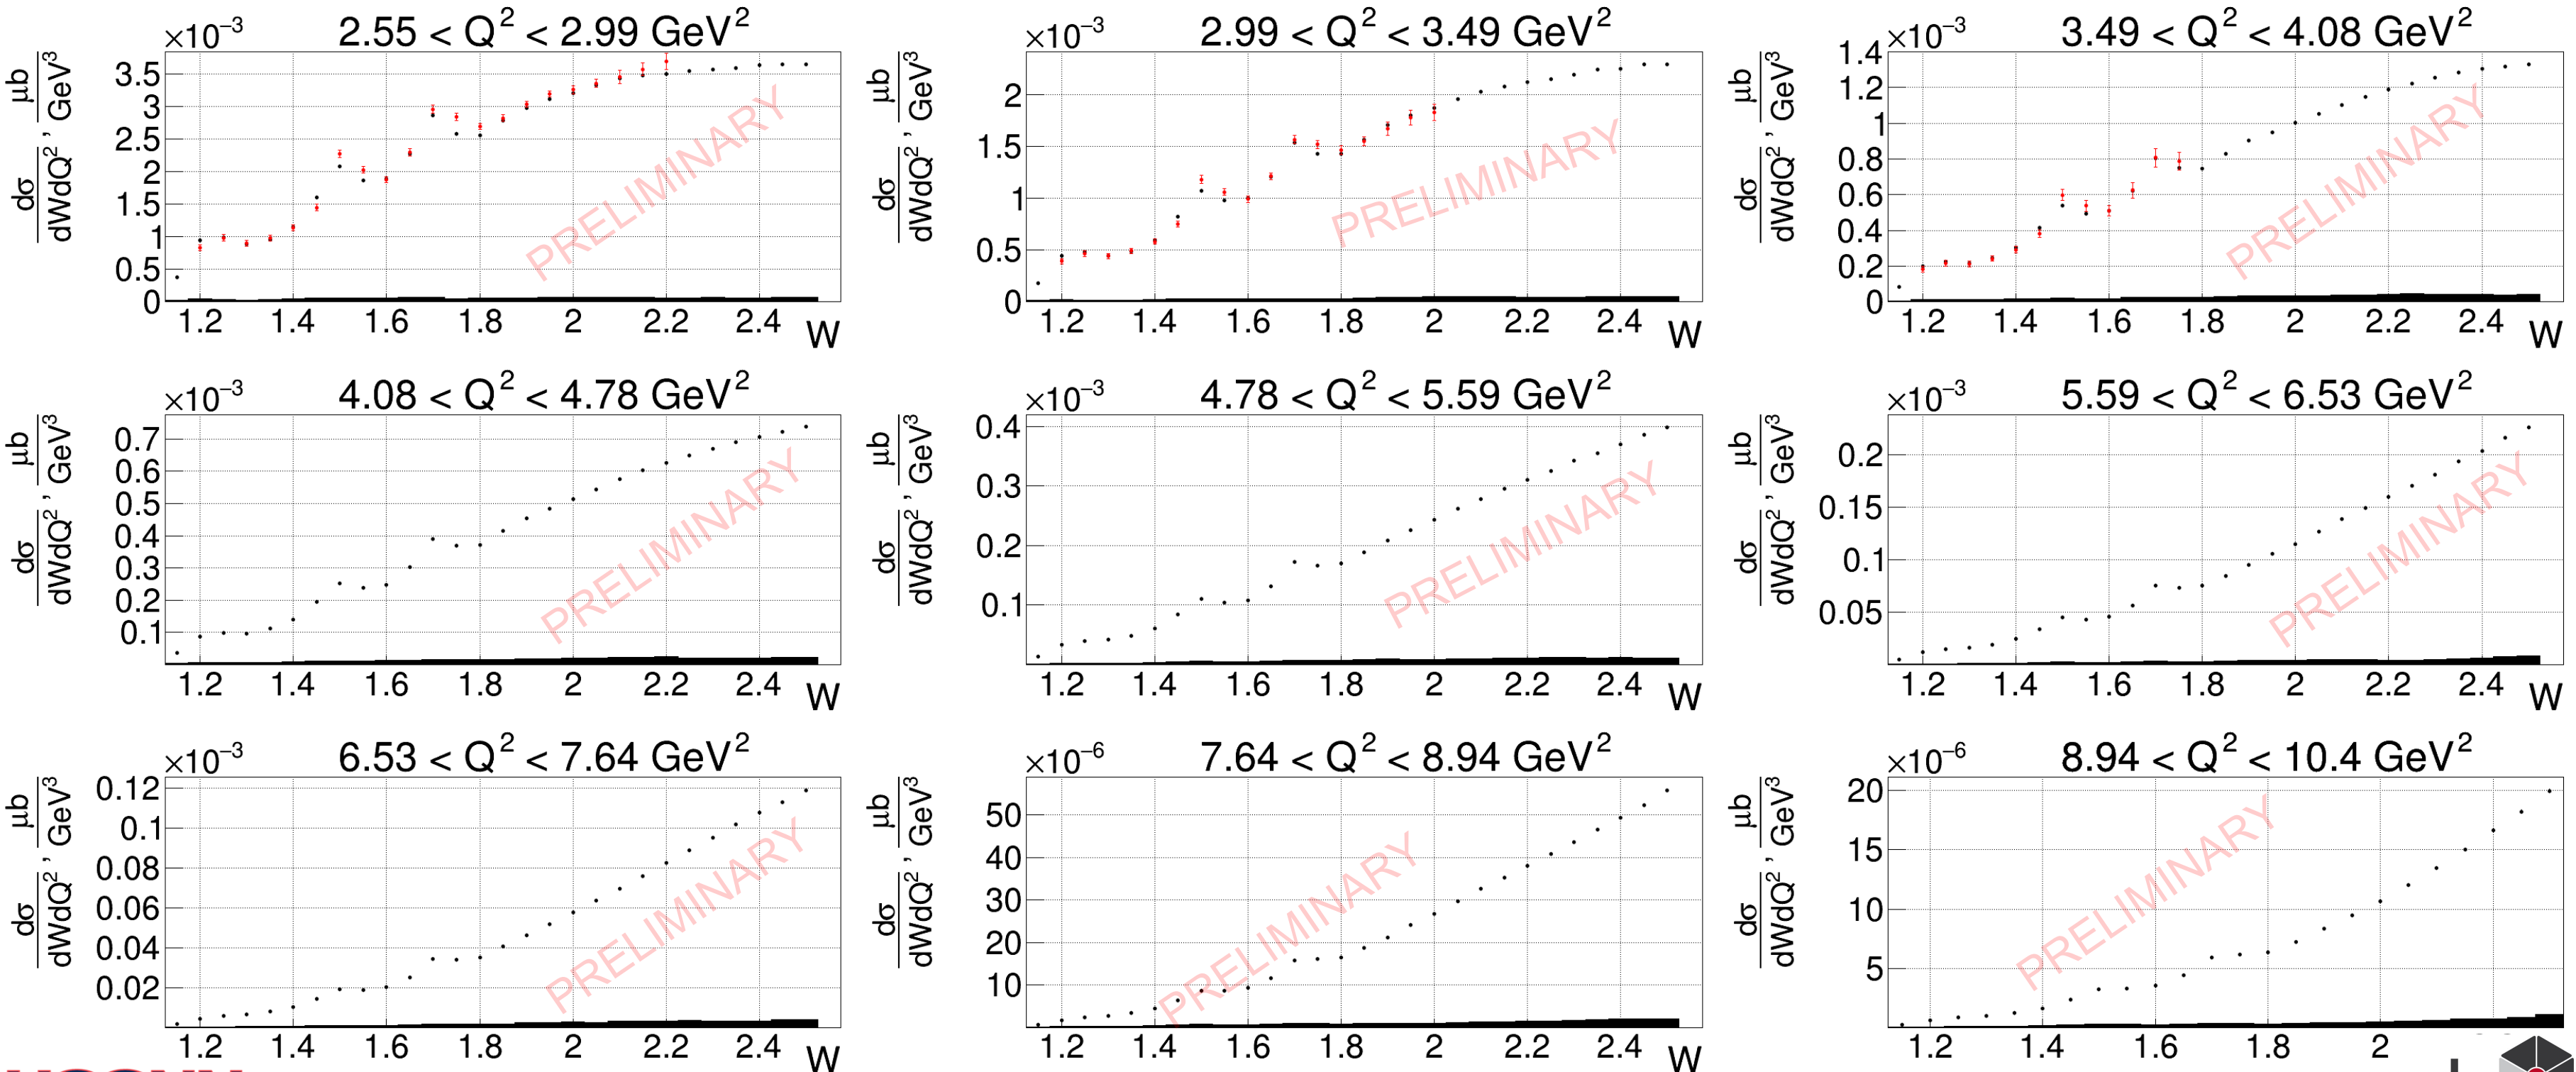 ×10⁻³ 2.55 < Q² < 2.99 GeV²
dσ/dWdQ², μb/GeV³
3.5
3
2.5
2
1.5
1
0.5
0
1.2 1.4 1.6 1.8 2 2.2 2.4 W
PRELIMINARY
×10⁻³ 2.99 < Q² < 3.49 GeV²
dσ/dWdQ², μb/GeV³
2
1.5
1
0.5
0
1.2 1.4 1.6 1.8 2 2.2 2.4 W
PRELIMINARY
×10⁻³ 3.49 < Q² < 4.08 GeV²
dσ/dWdQ², μb/GeV³
1.4
1.2
1
0.8
0.6
0.4
0.2
0
1.2 1.4 1.6 1.8 2 2.2 2.4 W
PRELIMINARY
×10⁻³ 4.08 < Q² < 4.78 GeV²
dσ/dWdQ², μb/GeV³
0.7
0.6
0.5
0.4
0.3
0.2
0.1
1.2 1.4 1.6 1.8 2 2.2 2.4 W
PRELIMINARY
×10⁻³ 4.78 < Q² < 5.59 GeV²
dσ/dWdQ², μb/GeV³
0.4
0.3
0.2
0.1
1.2 1.4 1.6 1.8 2 2.2 2.4 W
PRELIMINARY
×10⁻³ 5.59 < Q² < 6.53 GeV²
dσ/dWdQ², μb/GeV³
0.2
0.15
0.1
0.05
1.2 1.4 1.6 1.8 2 2.2 2.4 W
PRELIMINARY
×10⁻³ 6.53 < Q² < 7.64 GeV²
dσ/dWdQ², μb/GeV³
0.12
0.1
0.08
0.06
0.04
0.02
1.2 1.4 1.6 1.8 2 2.2 2.4 W
PRELIMINARY
×10⁻⁶ 7.64 < Q² < 8.94 GeV²
dσ/dWdQ², μb/GeV³
50
40
30
20
10
1.2 1.4 1.6 1.8 2 2.2 2.4 W
PRELIMINARY
×10⁻⁶ 8.94 < Q² < 10.4 GeV²
dσ/dWdQ², μb/GeV³
20
15
10
5
1.2 1.4 1.6 1.8 2
PRELIMINARY